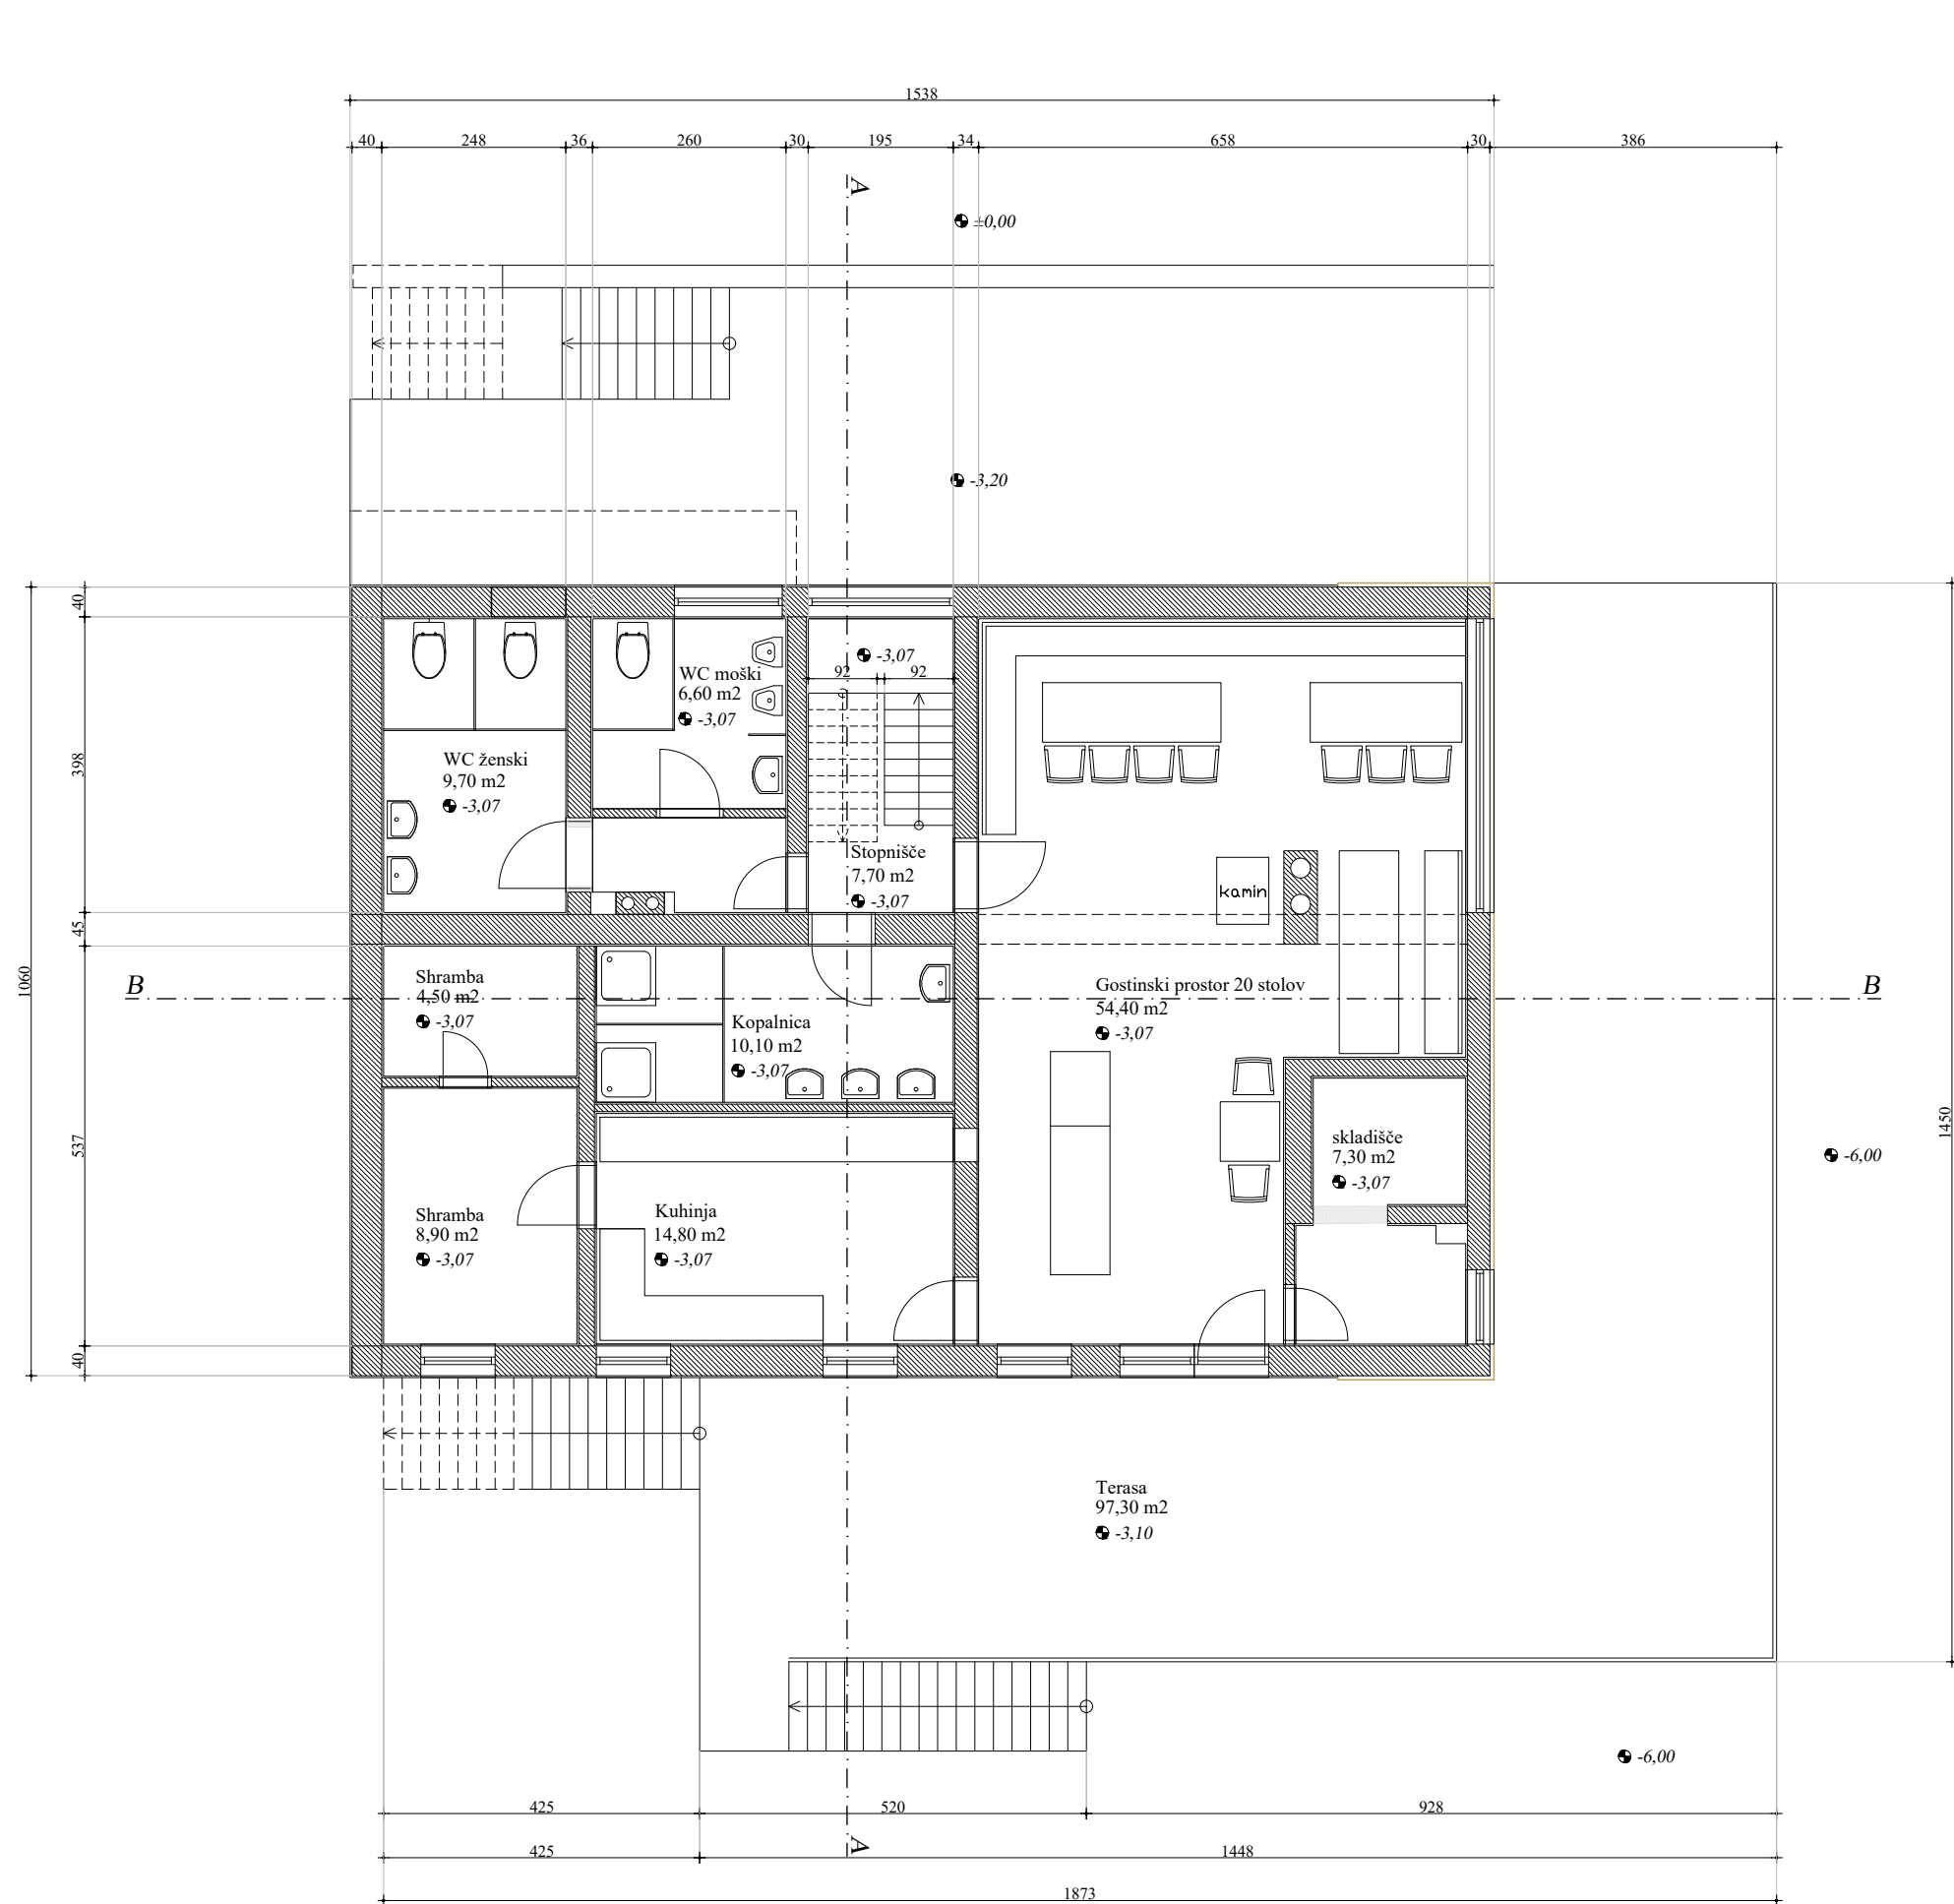 1538
40 248 36 260 30 195 34 658 30 386
A
±0,00
-3,20
40
398
45
537
40
1060
1450
-3,07
92 92
WC moški
6,60 m2
-3,07
WC ženski
9,70 m2
-3,07
Stopnišče
7,70 m2
-3,07
kamin
B
B
Shramba
4,50 m2
-3,07
Kopalnica
10,10 m2
-3,07
Gostinski prostor 20 stolov
54,40 m2
-3,07
skladišče
7,30 m2
-3,07
-6,00
Shramba
8,90 m2
-3,07
Kuhinja
14,80 m2
-3,07
Terasa
97,30 m2
-3,10
-6,00
425 520 928
A
425 1448
1873